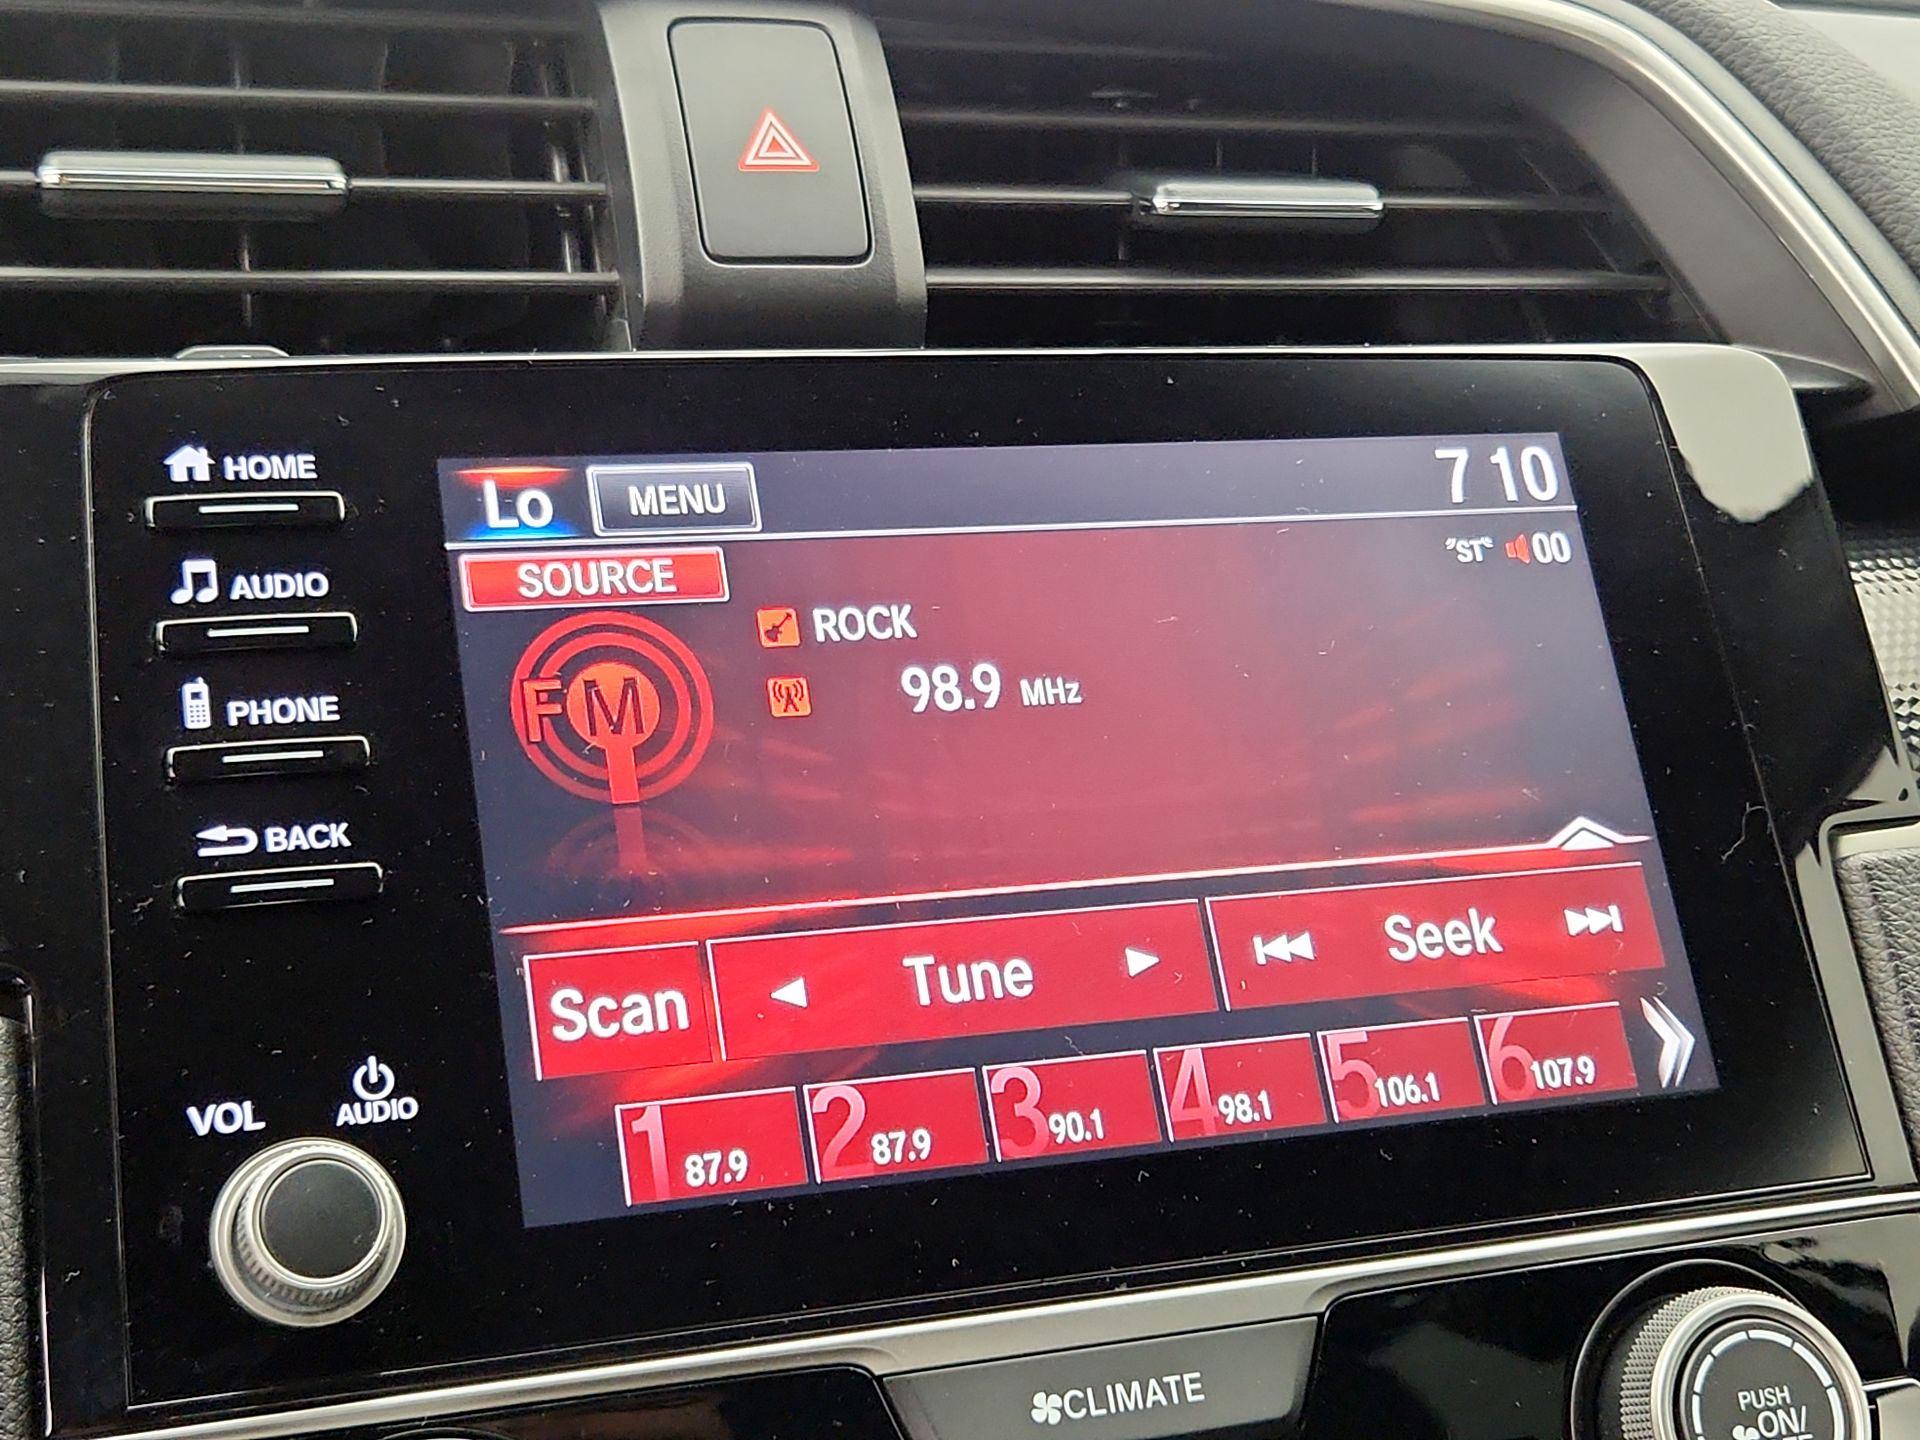 HOME
AUDIO
PHONE
BACK
VOL
AUDIO
Lo
MENU
7 10
SOURCE
"ST" 00
FM
ROCK
98.9 MHz
Scan
Tune
Seek
1 87.9
2 87.9
3 90.1
4 98.1
5 106.1
6 107.9
CLIMATE
PUSH
ON/